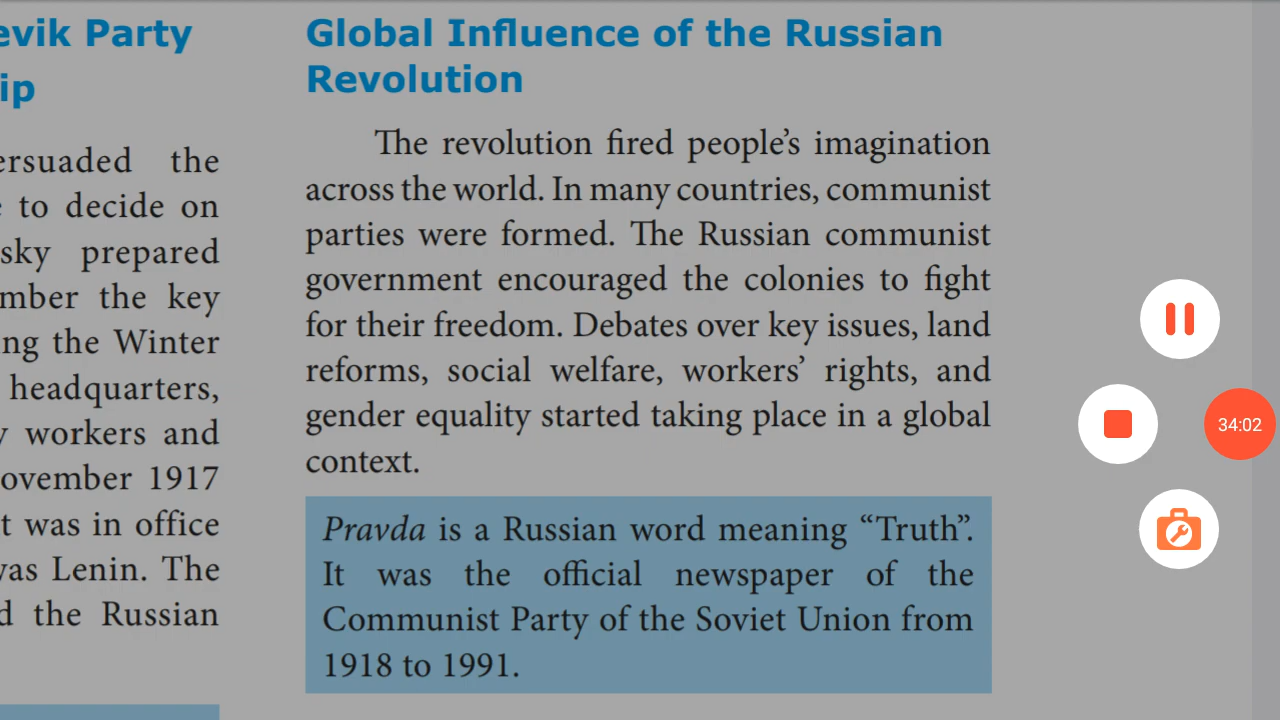 evik Party
ip
ersuaded the
e to decide on
sky prepared
mber the key
ng the Winter
headquarters,
y workers and
ovember 1917
t was in office
vas Lenin. The
d the Russian
Global Influence of the Russian
Revolution
The revolution fired people’s imagination
across the world. In many countries, communist
parties were formed. The Russian communist
government encouraged the colonies to fight
for their freedom. Debates over key issues, land
reforms, social welfare, workers’ rights, and
gender equality started taking place in a global
context.
Pravda is a Russian word meaning “Truth”.
It was the official newspaper of the
Communist Party of the Soviet Union from
1918 to 1991.
34:02